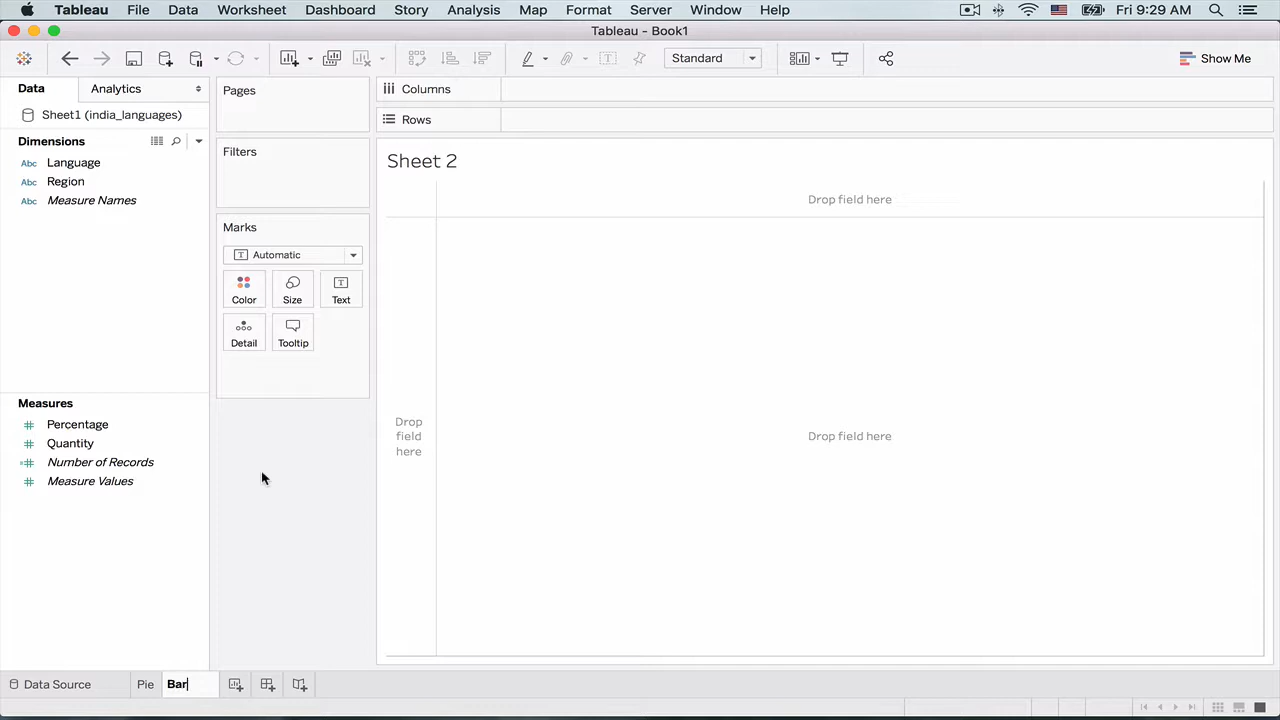 Tableau File Data Worksheet Dashboard Story Analysis Map Format Server Window Help Fri 9:29 AM
Tableau - Book1
Standard Show Me
Data Analytics
Sheet1 (india_languages)
Dimensions
Abc Language
Abc Region
Abc Measure Names
Measures
Percentage
Quantity
Number of Records
Measure Values
Pages
Filters
Marks
Automatic
Color Size Text
Detail Tooltip
Columns
Rows
Sheet 2
Drop field here
Drop
field
here
Drop field here
Data Source Pie Bar